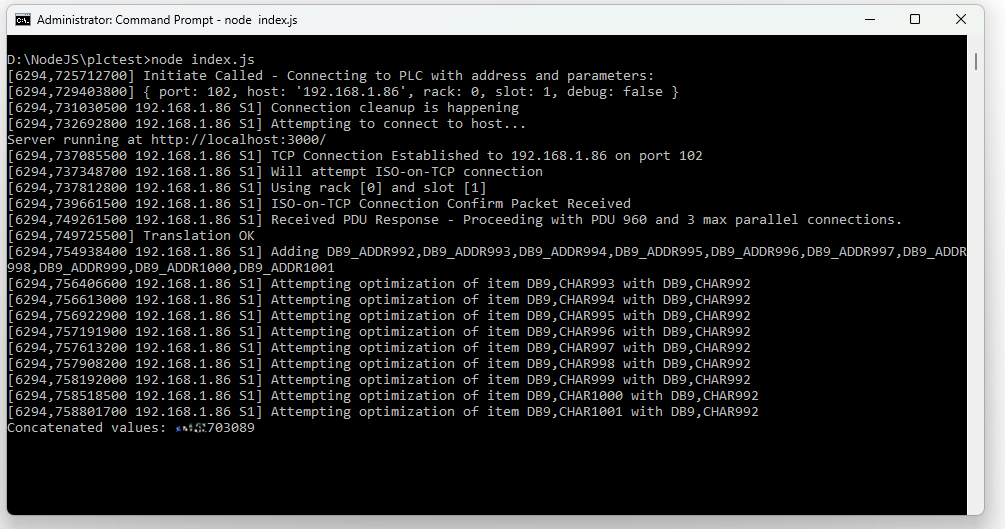 Administrator: Command Prompt - node  index.js
D:\NodeJS\plctest>node index.js
[6294,725712700] Initiate Called - Connecting to PLC with address and parameters:
[6294,729403800] { port: 102, host: '192.168.1.86', rack: 0, slot: 1, debug: false }
[6294,731030500 192.168.1.86 S1] Connection cleanup is happening
[6294,732692800 192.168.1.86 S1] Attempting to connect to host...
Server running at http://localhost:3000/
[6294,737085500 192.168.1.86 S1] TCP Connection Established to 192.168.1.86 on port 102
[6294,737348700 192.168.1.86 S1] Will attempt ISO-on-TCP connection
[6294,737812800 192.168.1.86 S1] Using rack [0] and slot [1]
[6294,739661500 192.168.1.86 S1] ISO-on-TCP Connection Confirm Packet Received
[6294,749261500 192.168.1.86 S1] Received PDU Response - Proceeding with PDU 960 and 3 max parallel connections.
[6294,749725500] Translation OK
[6294,754938400 192.168.1.86 S1] Adding DB9_ADDR992,DB9_ADDR993,DB9_ADDR994,DB9_ADDR995,DB9_ADDR996,DB9_ADDR997,DB9_ADDR
998,DB9_ADDR999,DB9_ADDR1000,DB9_ADDR1001
[6294,756406600 192.168.1.86 S1] Attempting optimization of item DB9,CHAR993 with DB9,CHAR992
[6294,756613000 192.168.1.86 S1] Attempting optimization of item DB9,CHAR994 with DB9,CHAR992
[6294,756922900 192.168.1.86 S1] Attempting optimization of item DB9,CHAR995 with DB9,CHAR992
[6294,757191900 192.168.1.86 S1] Attempting optimization of item DB9,CHAR996 with DB9,CHAR992
[6294,757613200 192.168.1.86 S1] Attempting optimization of item DB9,CHAR997 with DB9,CHAR992
[6294,757908200 192.168.1.86 S1] Attempting optimization of item DB9,CHAR998 with DB9,CHAR992
[6294,758192000 192.168.1.86 S1] Attempting optimization of item DB9,CHAR999 with DB9,CHAR992
[6294,758518500 192.168.1.86 S1] Attempting optimization of item DB9,CHAR1000 with DB9,CHAR992
[6294,758801700 192.168.1.86 S1] Attempting optimization of item DB9,CHAR1001 with DB9,CHAR992
Concatenated values: 703089